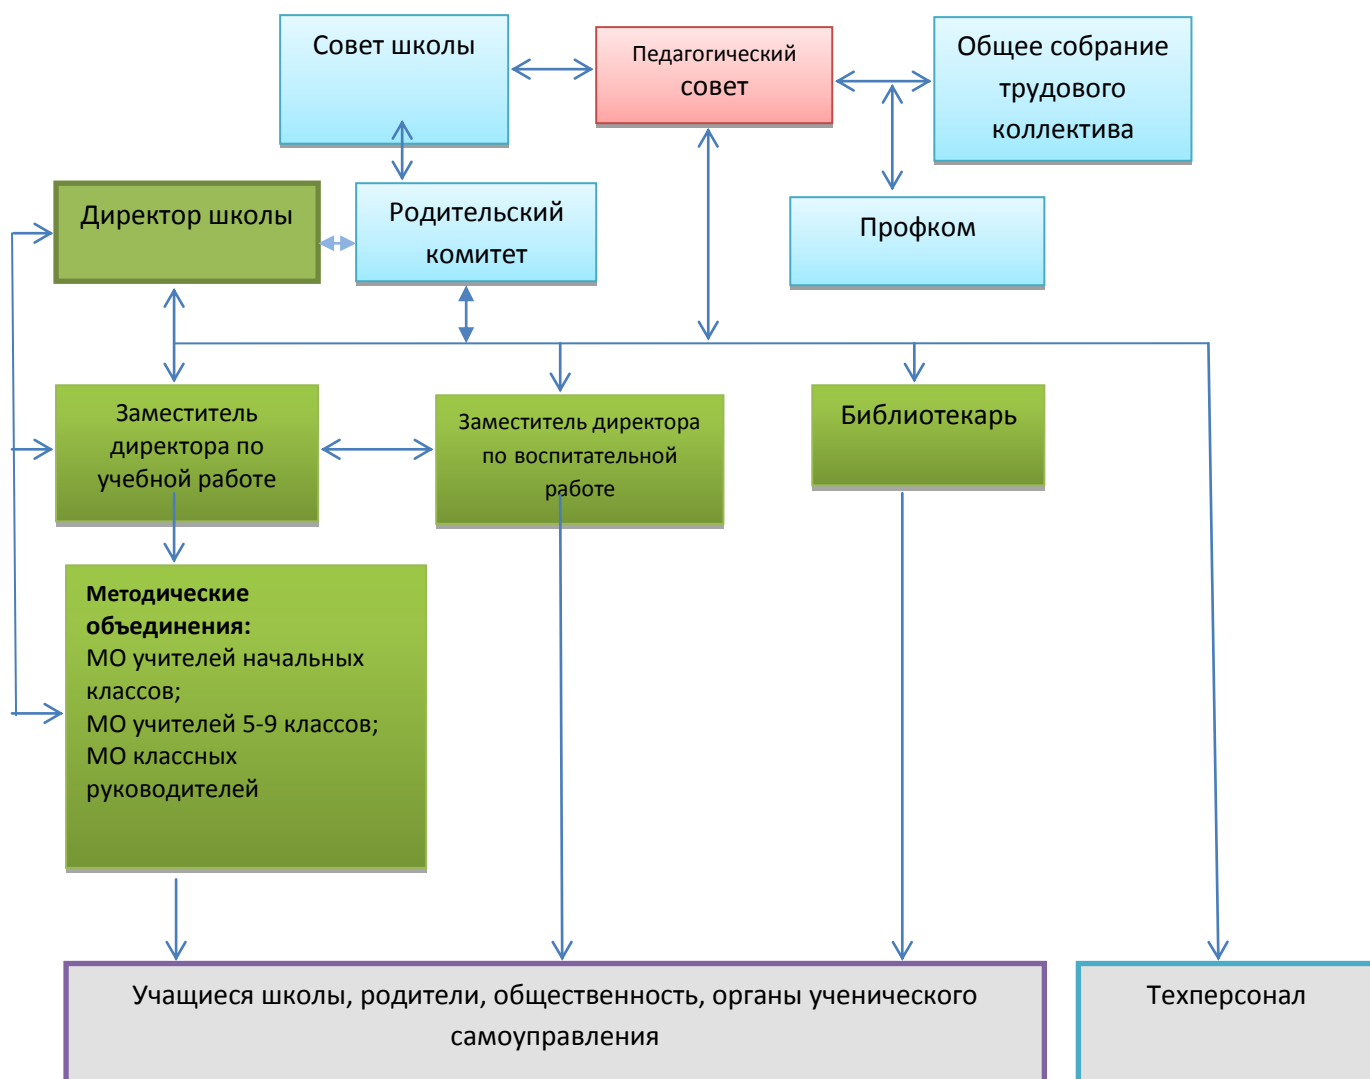 Совет школы
Педагогический
совет
Общее собрание
трудового
коллектива
Директор школы
Родительский
комитет
Профком
Заместитель
директора по
учебной работе
Заместитель директора
по воспитательной
работе
Библиотекарь
Методические
объединения:
МО учителей начальных
классов;
МО учителей 5-9 классов;
МО классных
руководителей
Учащиеся школы, родители, общественность, органы ученического
самоуправления
Техперсонал